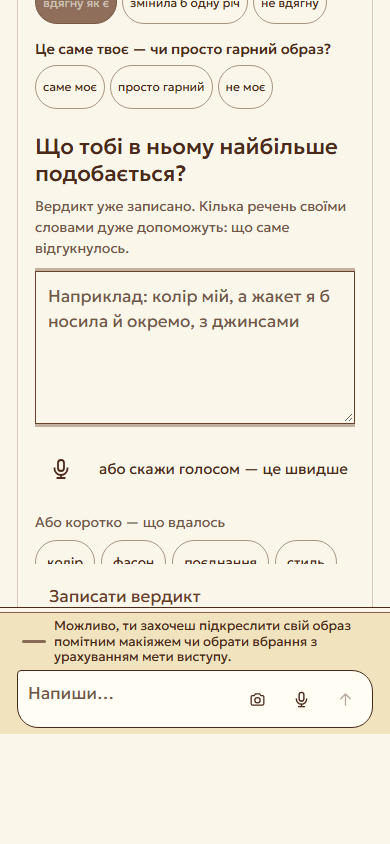 вдягну як є змінила б одну річ не вдягну
Це саме твоє — чи просто гарний образ?
саме моє просто гарний не моє
Що тобі в ньому найбільше
подобається?
Вердикт уже записано. Кілька речень своїми
словами дуже допоможуть: що саме
відгукнулось.
Наприклад: колір мій, а жакет я б
носила й окремо, з джинсами
або скажи голосом — це швидше
Або коротко — що вдалось
колір фасон поєднання стиль
Записати вердикт
Можливо, ти захочеш підкреслити свій образ
помітним макіяжем чи обрати вбрання з
урахуванням мети виступу.
Напиши...